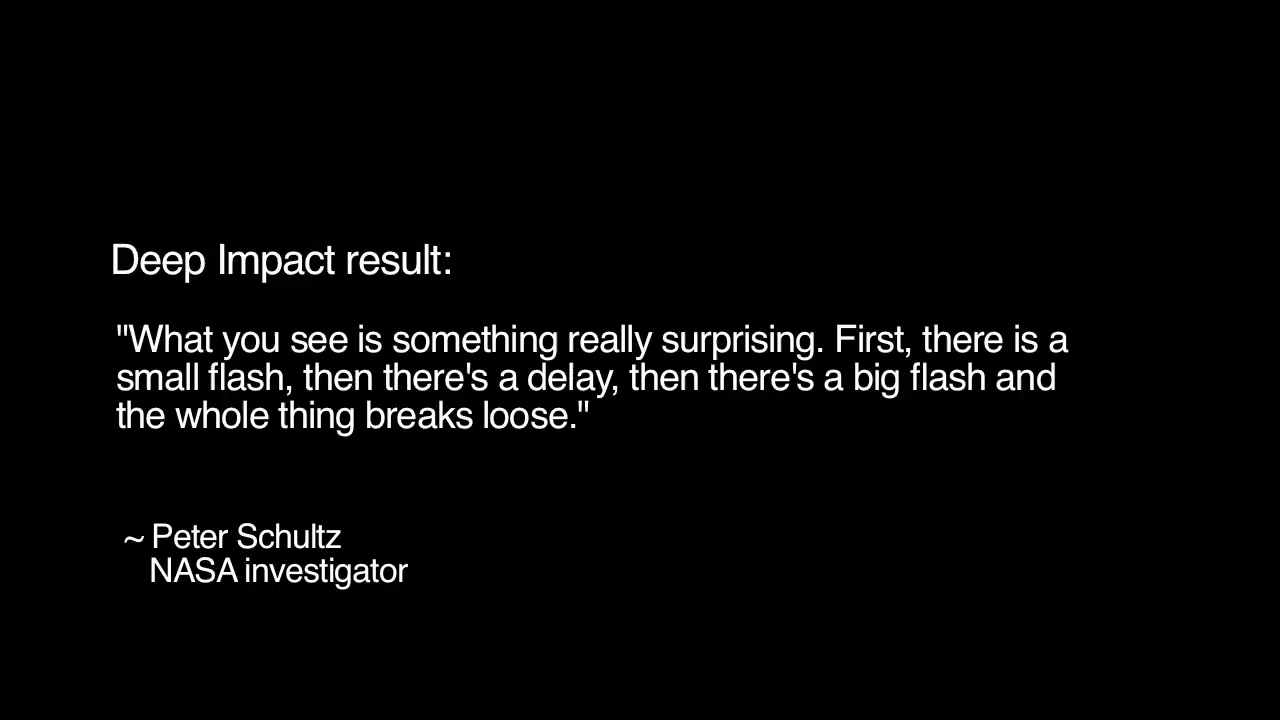 Deep Impact result:
"What you see is something really surprising. First, there is a
small flash, then there's a delay, then there's a big flash and
the whole thing breaks loose."
~ Peter Schultz
NASA investigator